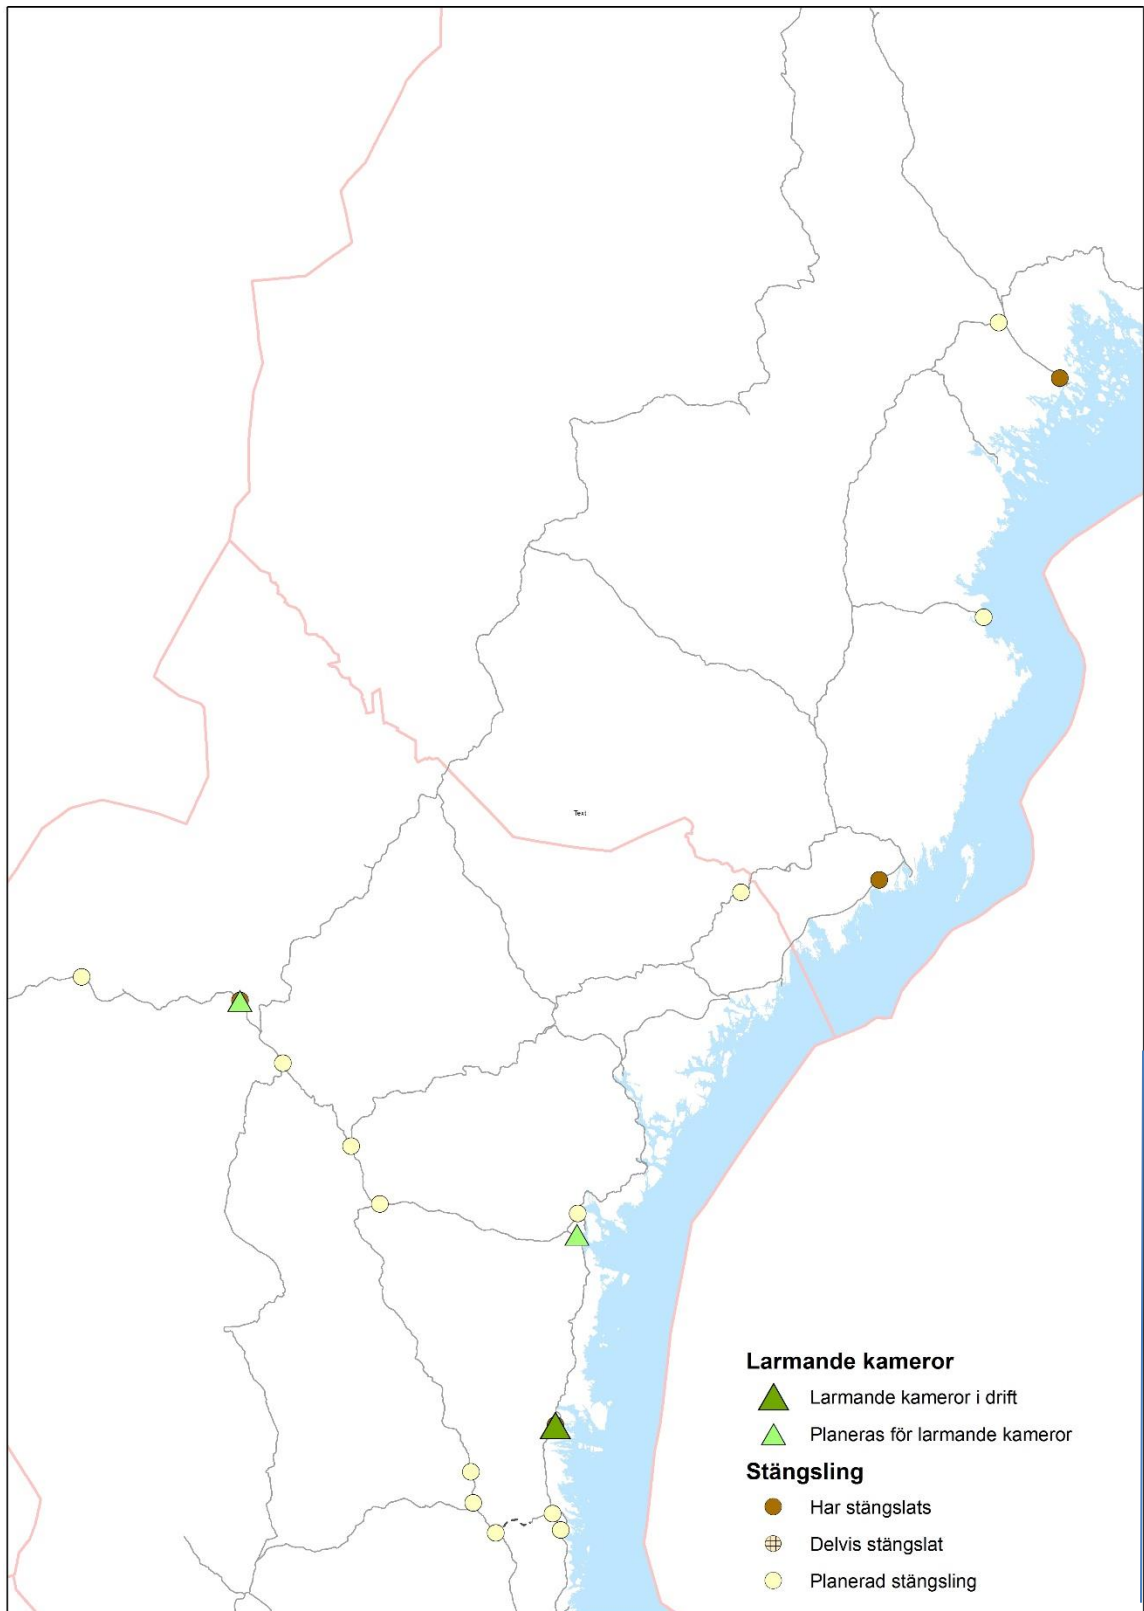 Text
Larmande kameror
Larmande kameror i drift
Planeras för larmande kameror
Stängsling
Har stängslats
Delvis stängslat
Planerad stängsling